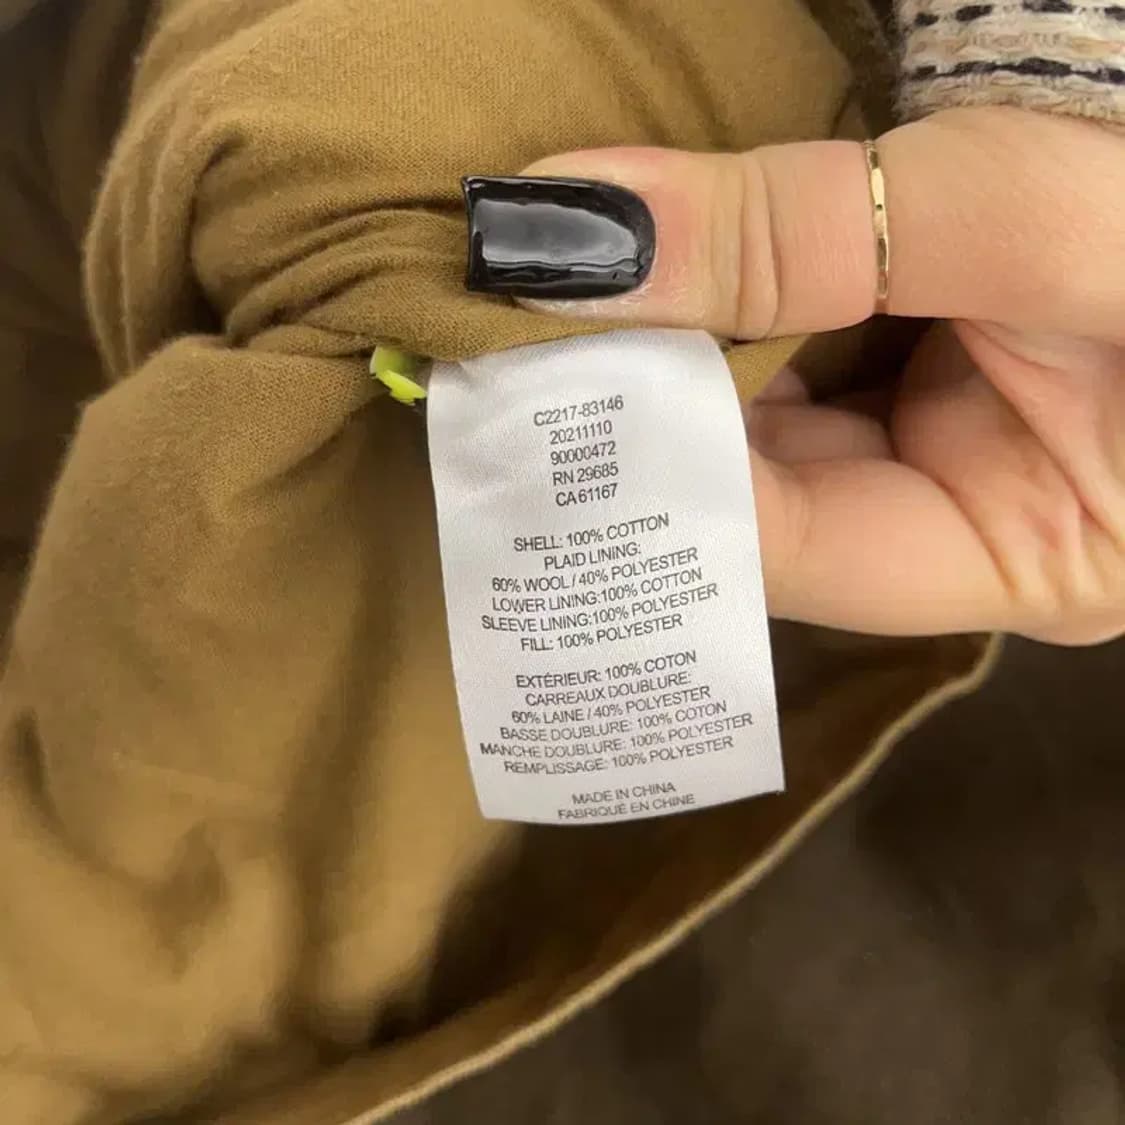 C2217-83146
20211110
90000472
RN 29685
CA 61167
SHELL: 100% COTTON
PLAID LINING:
60% WOOL / 40% POLYESTER
LOWER LINING:100% COTTON
SLEEVE LINING:100% POLYESTER
FILL: 100% POLYESTER
EXTÉRIEUR: 100% COTON
CARREAUX DOUBLURE:
60% LAINE / 40% POLYESTER
BASSE DOUBLURE: 100% COTON
MANCHE DOUBLURE: 100% POLYESTER
REMPLISSAGE: 100% POLYESTER
MADE IN CHINA
FABRIQUÉ EN CHINE